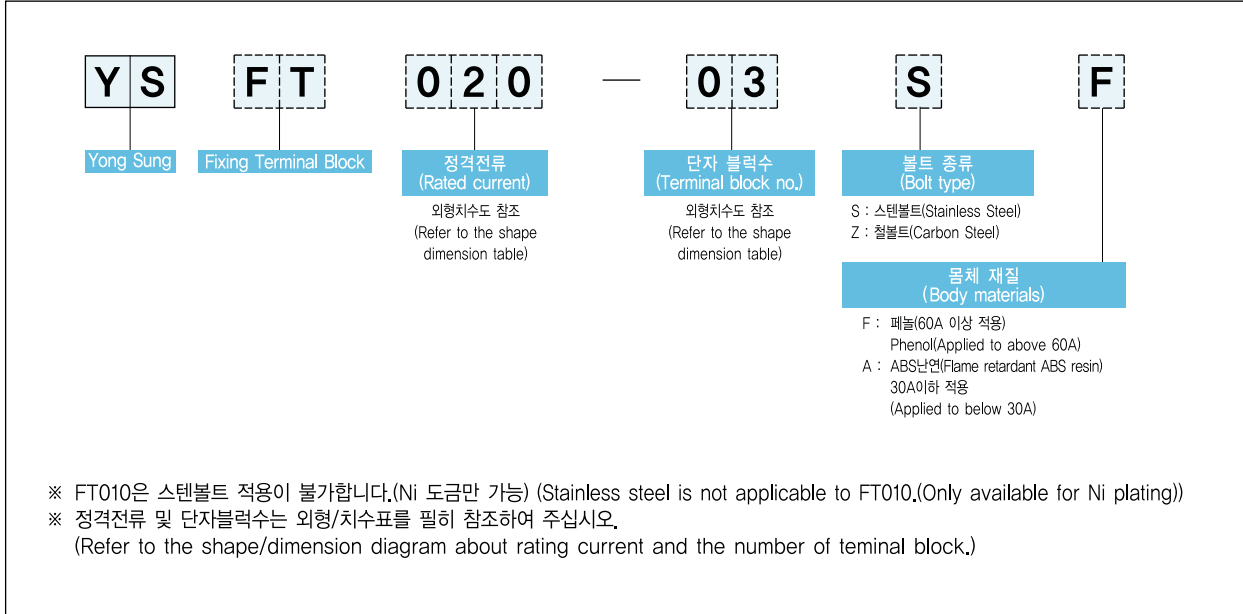 YS FT 020 — 03 S F
Yong Sung
Fixing Terminal Block
정격전류
(Rated current)
외형치수도 참조
(Refer to the shape
dimension table)
단자 블럭수
(Terminal block no.)
외형치수도 참조
(Refer to the shape
dimension table)
볼트 종류
(Bolt type)
S : 스텐볼트(Stainless Steel)
Z : 철볼트(Carbon Steel)
몸체 재질
(Body materials)
F : 페놀(60A 이상 적용)
Phenol(Applied to above 60A)
A : ABS난연(Flame retardant ABS resin)
30A이하 적용
(Applied to below 30A)
※ FT010은 스텐볼트 적용이 불가합니다.(Ni 도금만 가능) (Stainless steel is not applicable to FT010.(Only available for Ni plating))
※ 정격전류 및 단자블럭수는 외형/치수표를 필히 참조하여 주십시오.
(Refer to the shape/dimension diagram about rating current and the number of teminal block.)